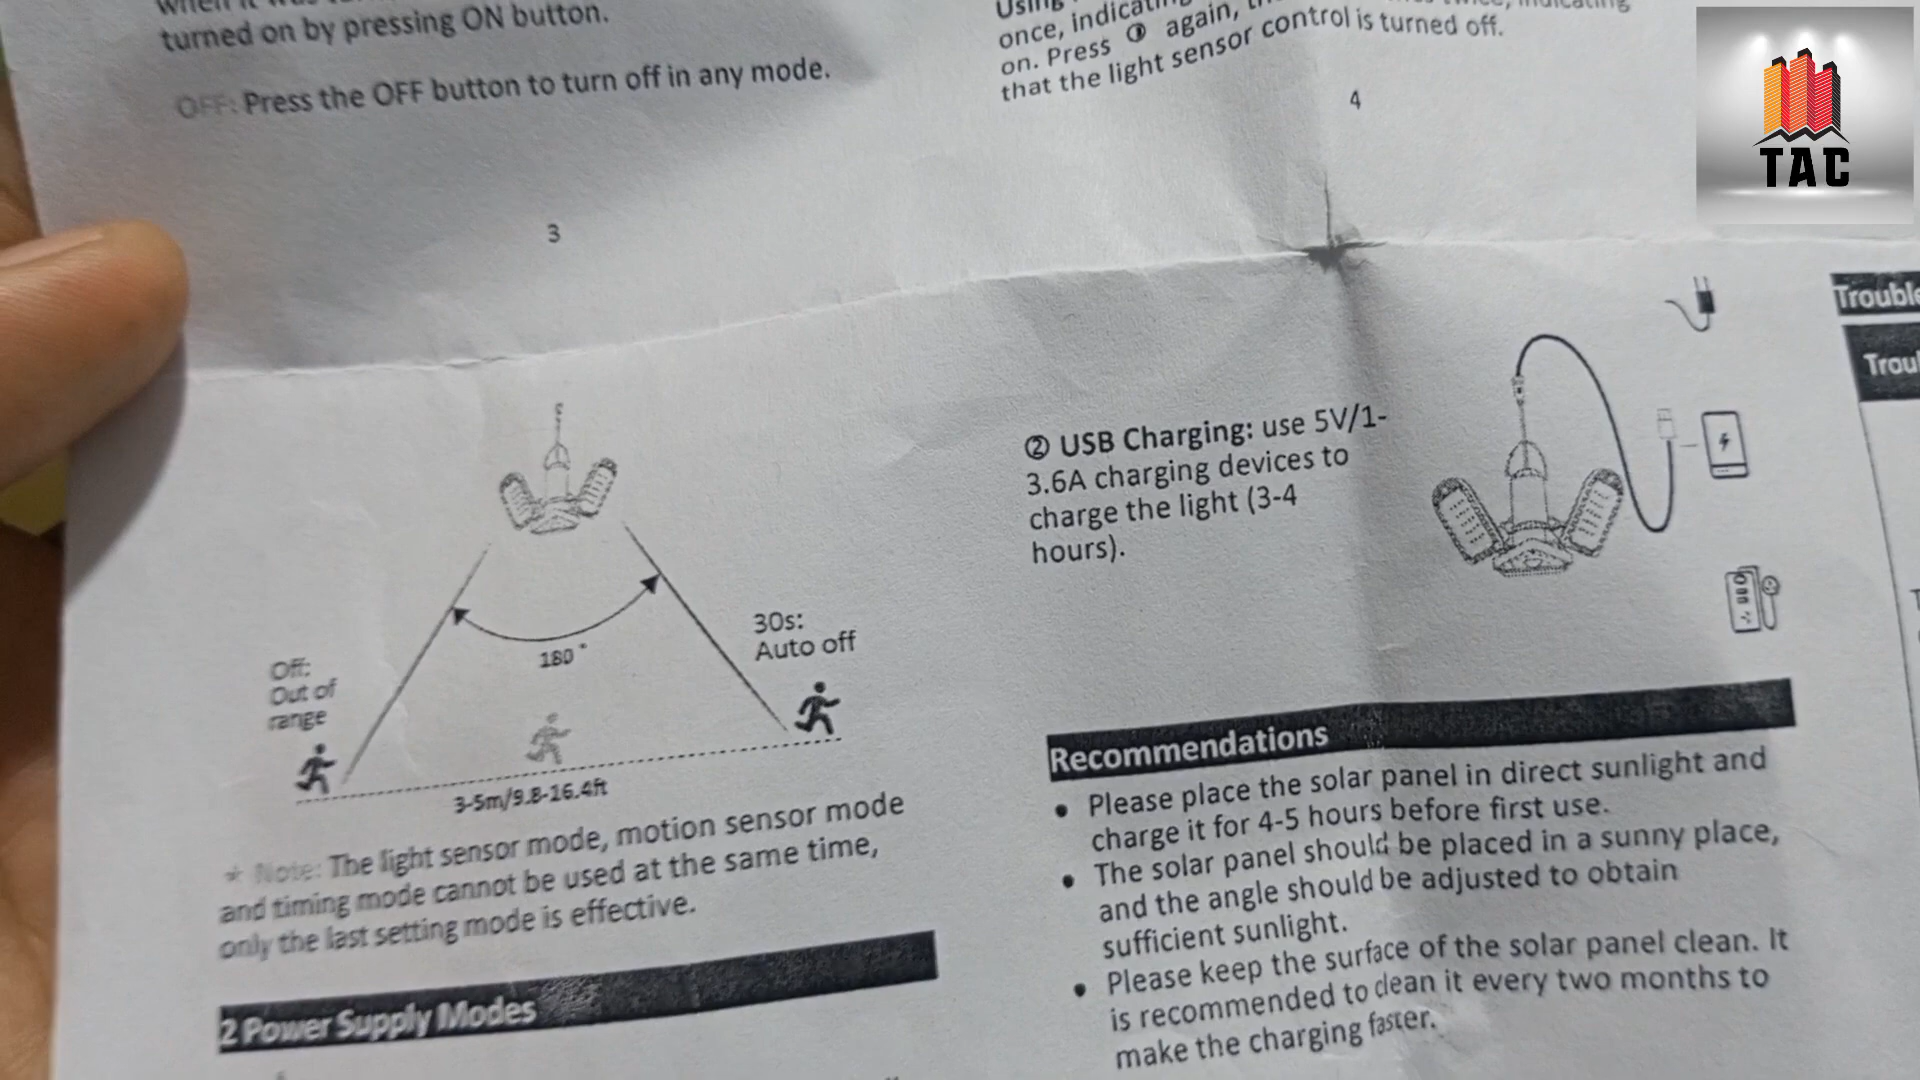 when it was
turned on by pressing ON button.
OFF: Press the OFF button to turn off in any mode.
3
Using
once, indicating
on. Press again,
that the light sensor control is turned off.
4
TAC
Off:
Out of
range
180°
30s:
Auto off
3-5m/9.8-16.4ft
★ Note: The light sensor mode, motion sensor mode
and timing mode cannot be used at the same time,
only the last setting mode is effective.
2 Power Supply Modes
② USB Charging: use 5V/1-
3.6A charging devices to
charge the light (3-4
hours).
Recommendations
• Please place the solar panel in direct sunlight and
charge it for 4-5 hours before first use.
• The solar panel should be placed in a sunny place,
and the angle should be adjusted to obtain
sufficient sunlight.
• Please keep the surface of the solar panel clean. It
is recommended to clean it every two months to
make the charging faster.